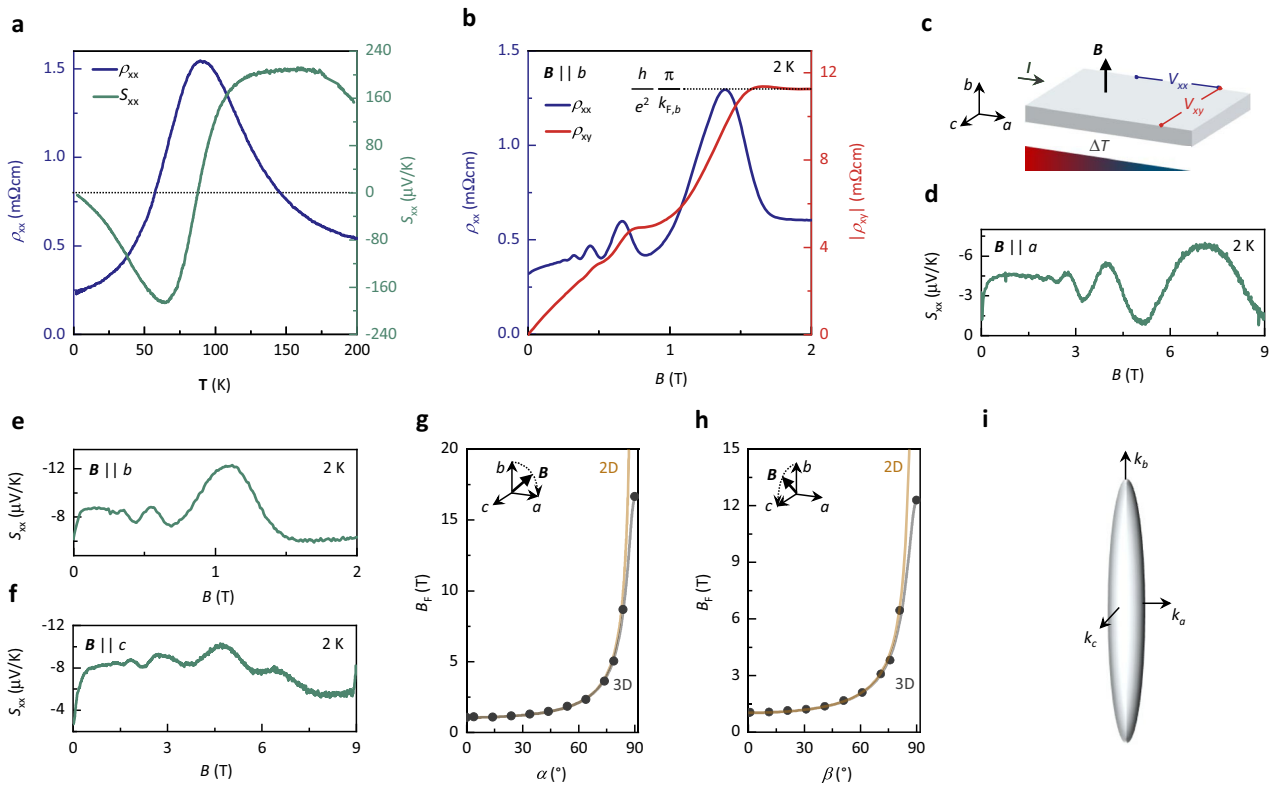 a
ρxx (mΩcm)
1.5
1.0
0.5
0.0
ρxx
Sxx
240
160
80
0
-80
-160
-240
Sxx (μV/K)
0
50
100
150
200
T (K)
b
ρxx (mΩcm)
1.5
1.0
0.5
0.0
B || b
ρxx
ρxy
h
e2
π
kF,b
2 K
12
8
4
0
|ρxy| (mΩcm)
0
1
2
B (T)
c
b
c
a
I
B
Vxx
Vxy
ΔT
d
Sxx (μV/K)
-6
-3
0
B || a
2 K
0
3
6
9
B (T)
e
Sxx (μV/K)
-12
-8
B || b
2 K
0
1
2
B (T)
f
Sxx (μV/K)
-12
-8
-4
B || c
2 K
0
3
6
9
B (T)
g
BF (T)
20
15
10
5
0
b
B
c
a
2D
3D
0
30
60
90
α (°)
h
BF (T)
15
12
9
6
3
0
B
b
c
a
2D
3D
0
30
60
90
β (°)
i
kb
ka
kc